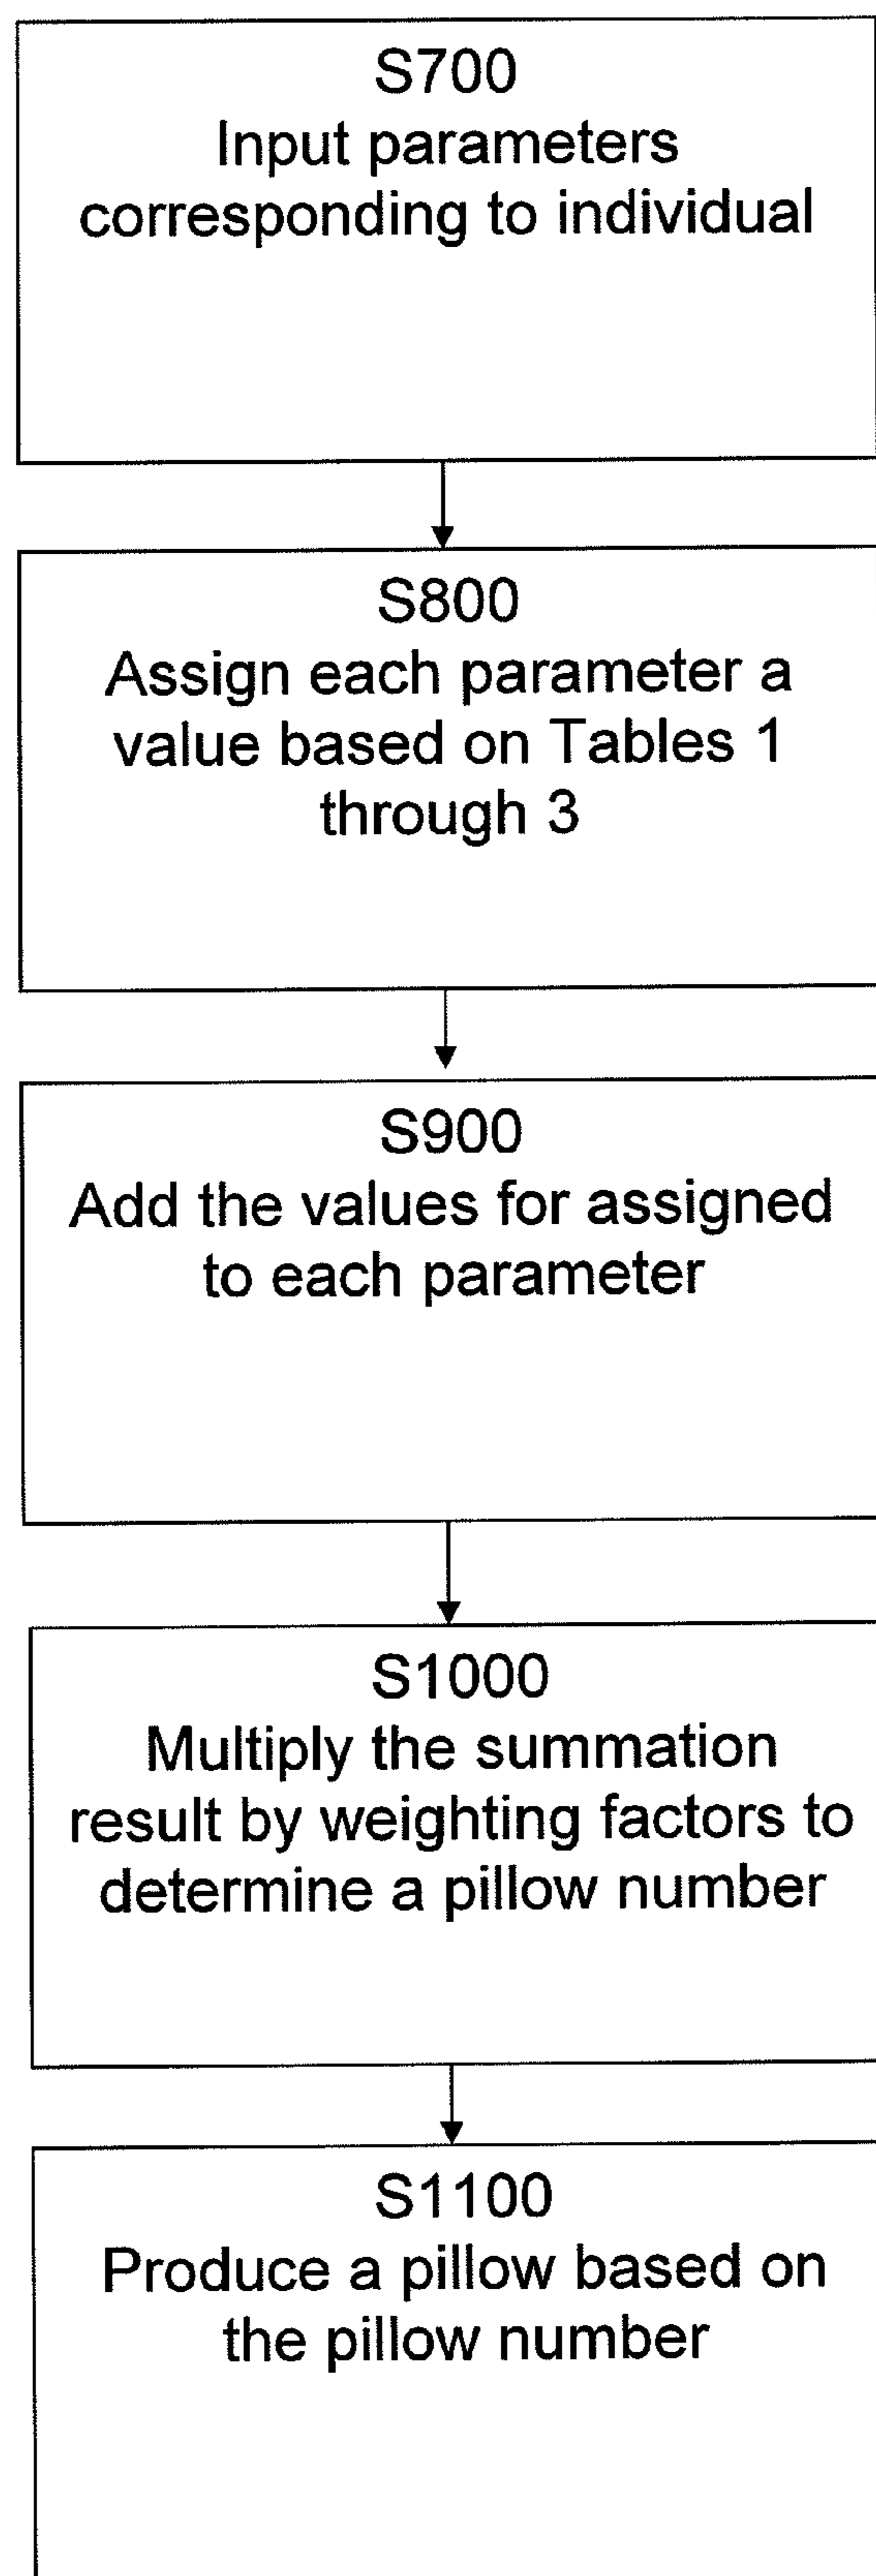 S700
Input parameters
corresponding to individual
S800
Assign each parameter a
value based on Tables 1
through 3
S900
Add the values for assigned
to each parameter
S1000
Multiply the summation
result by weighting factors to
determine a pillow number
S1100
Produce a pillow based on
the pillow number